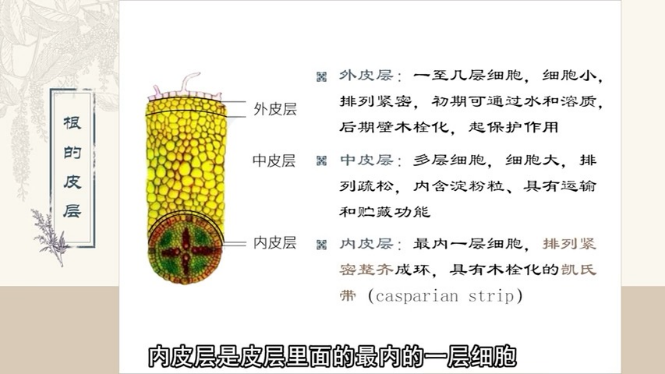 根的皮层
外皮层
中皮层
内皮层
外皮层：一至几层细胞，细胞小，
排列紧密，初期可通过水和溶质，
后期壁木栓化，起保护作用
中皮层：多层细胞，细胞大，排
列疏松，内含淀粉粒、具有运输
和贮藏功能
内皮层：最内一层细胞，排列紧
密整齐成环，具有木栓化的凯氏
带（casparian strip）
内皮层是皮层里面的最内的一层细胞